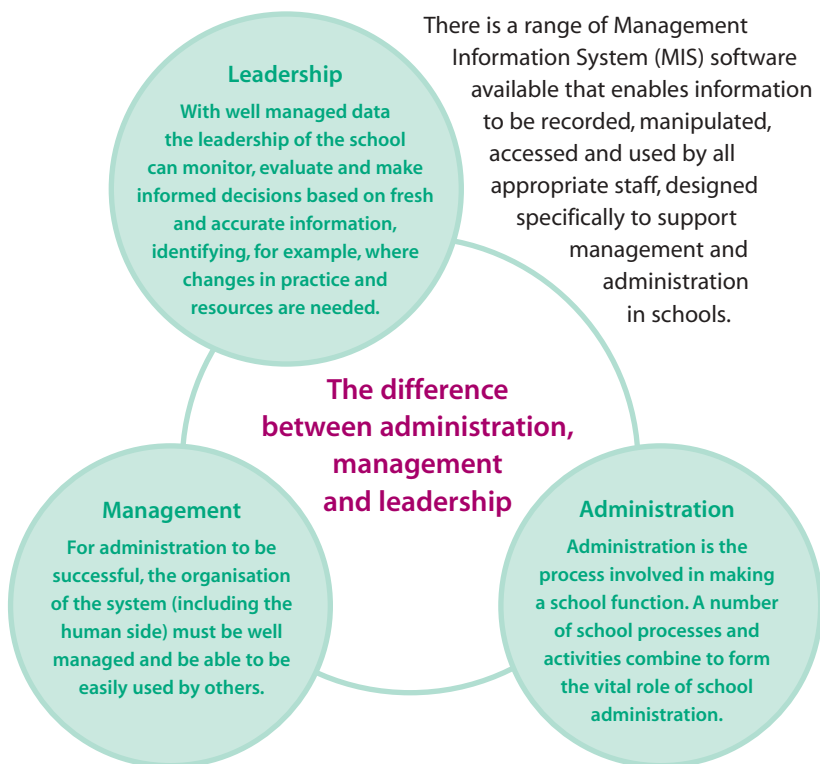 There is a range of Management
Information System (MIS) software
available that enables information
to be recorded, manipulated,
accessed and used by all
appropriate staff, designed
specifically to support
management and
administration
in schools.
Leadership
With well managed data
the leadership of the school
can monitor, evaluate and make
informed decisions based on fresh
and accurate information,
identifying, for example, where
changes in practice and
resources are needed.
The difference
between administration,
management
and leadership
Management
For administration to be
successful, the organisation
of the system (including the
human side) must be well
managed and be able to be
easily used by others.
Administration
Administration is the
process involved in making
a school function. A number
of school processes and
activities combine to form
the vital role of school
administration.